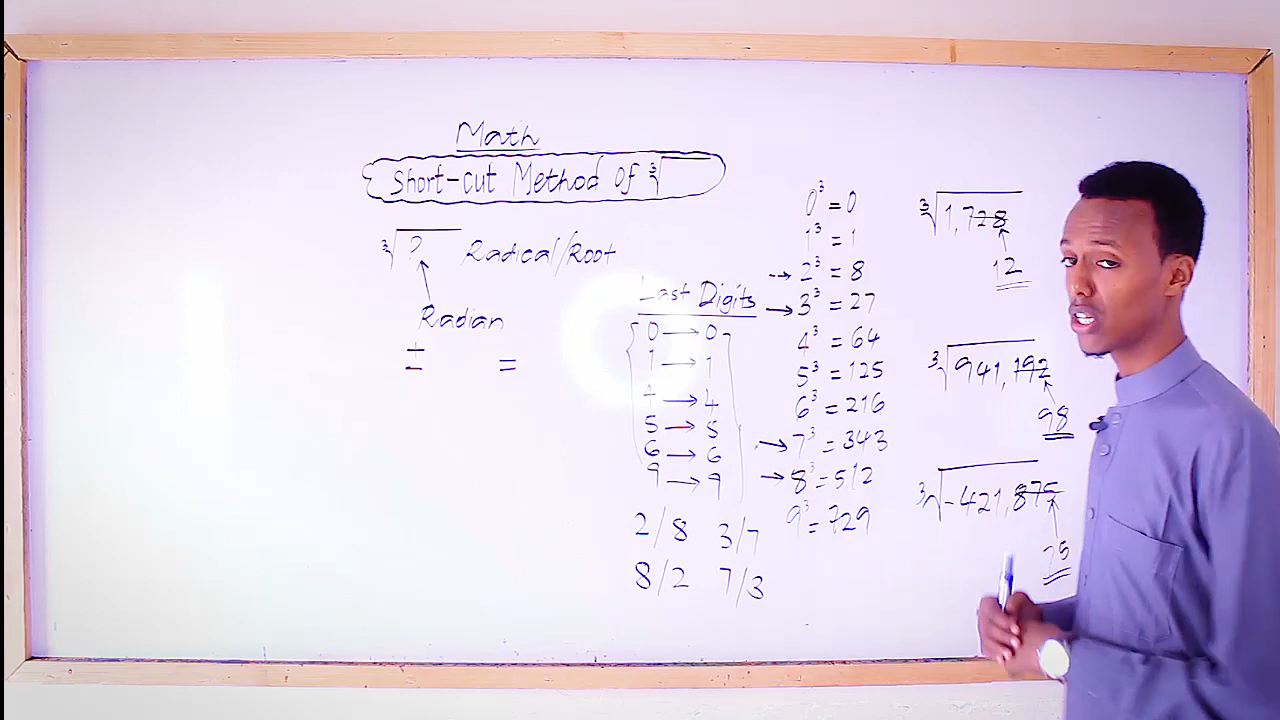 Math
Short-cut Method of ∛
∛? Radical/Root
Radian
± =
Last Digits
0 → 0
1 → 1
4 → 4
5 → 5
6 → 6
9 → 9
2/8 3/7
8/2 7/3
0³ = 0
1³ = 1
→ 2³ = 8
→ 3³ = 27
4³ = 64
5³ = 125
6³ = 216
→ 7³ = 343
→ 8³ = 512
9³ = 729
∛1,728
12
∛941,192
98
∛-421,875
75